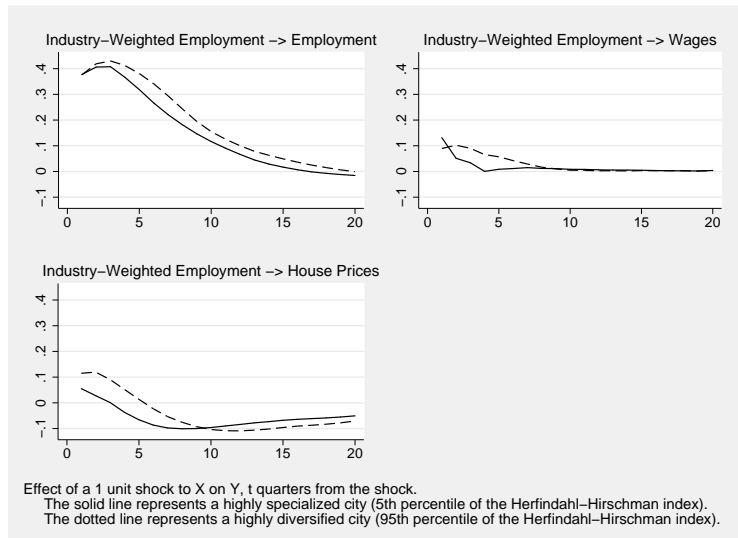 Industry−Weighted Employment −> Employment
.4
.3
.2
.1
0
−.1
0 5 10 15 20
Industry−Weighted Employment −> Wages
.4
.3
.2
.1
0
−.1
0 5 10 15 20
Industry−Weighted Employment −> House Prices
.4
.3
.2
.1
0
−.1
0 5 10 15 20
Effect of a 1 unit shock to X on Y, t quarters from the shock.
The solid line represents a highly specialized city (5th percentile of the Herfindahl−Hirschman index).
The dotted line represents a highly diversified city (95th percentile of the Herfindahl−Hirschman index).